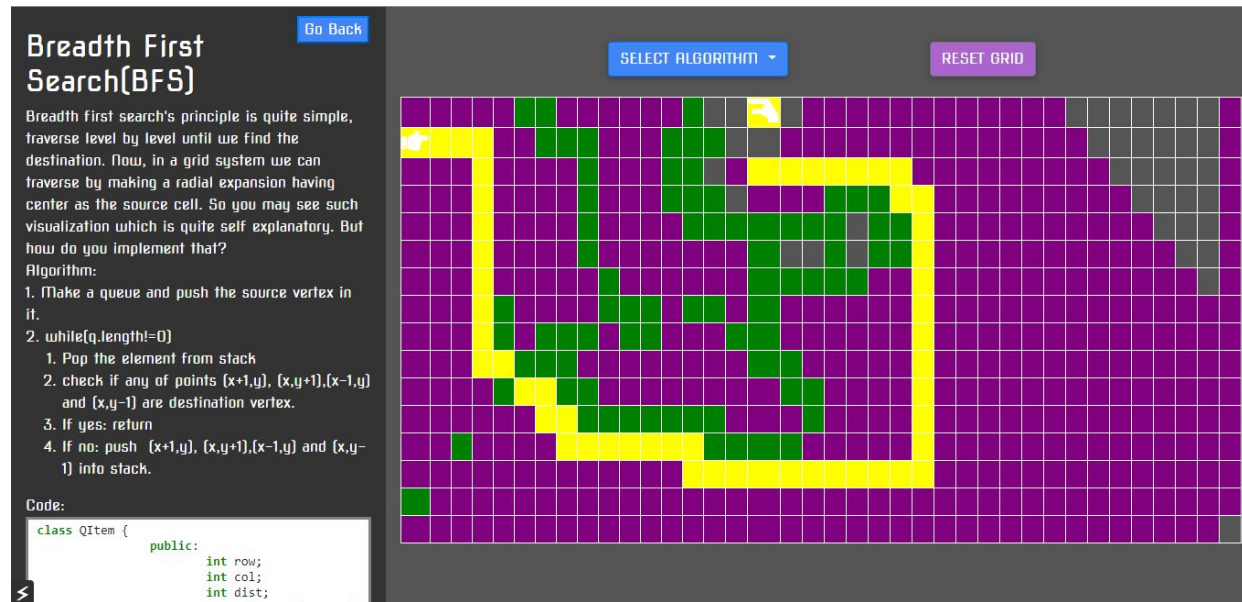 Go Back
Breadth First
Search(BFS)
Breadth first search's principle is quite simple,
traverse level by level until we find the
destination. Now, in a grid system we can
traverse by making a radial expansion having
center as the source cell. So you may see such
visualization which is quite self explanatory. But
how do you implement that?
Algorithm:
1. Make a queue and push the source vertex in
it.
2. while(q.length!=0)
1. Pop the element from stack
2. check if any of points (x+1,y), (x,y+1),(x-1,y)
and (x,y-1) are destination vertex.
3. If yes: return
4. If no: push (x+1,y), (x,y+1),(x-1,y) and (x,y-
1) into stack.
Code:
class QItem {
public:
int row;
int col;
int dist;
SELECT ALGORITHM
RESET GRID